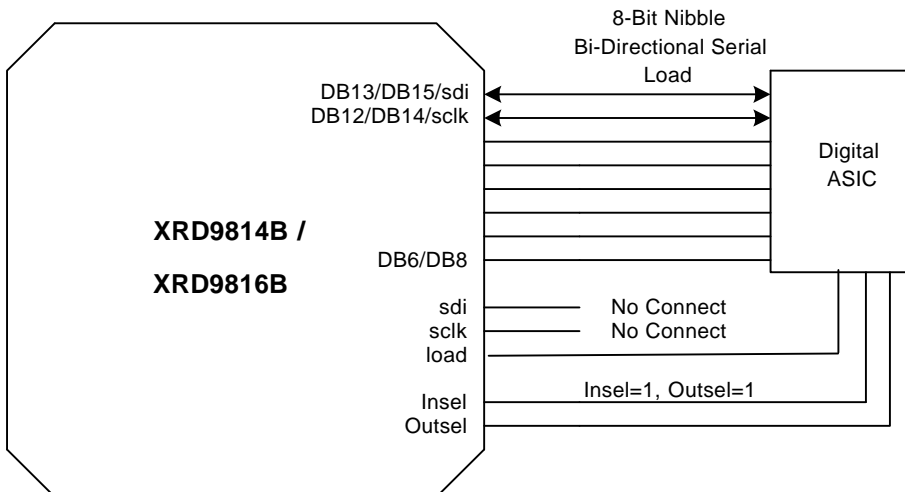 8-Bit Nibble
Bi-Directional Serial
Load
DB13/DB15/sdi
DB12/DB14/sclk
Digital
ASIC
XRD9814B /
XRD9816B
DB6/DB8
sdi
No Connect
sclk
No Connect
load
Insel
Insel=1, Outsel=1
Outsel